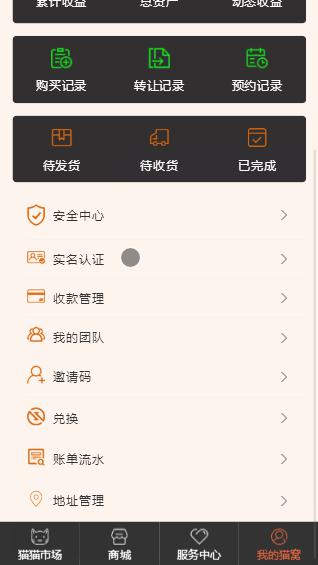 累计收益 总资产 动态收益
购买记录 转让记录 预约记录
待发货 待收货 已完成
安全中心
实名认证
收款管理
我的团队
邀请码
兑换
账单流水
地址管理
猫猫市场 商城 服务中心 我的猫窝